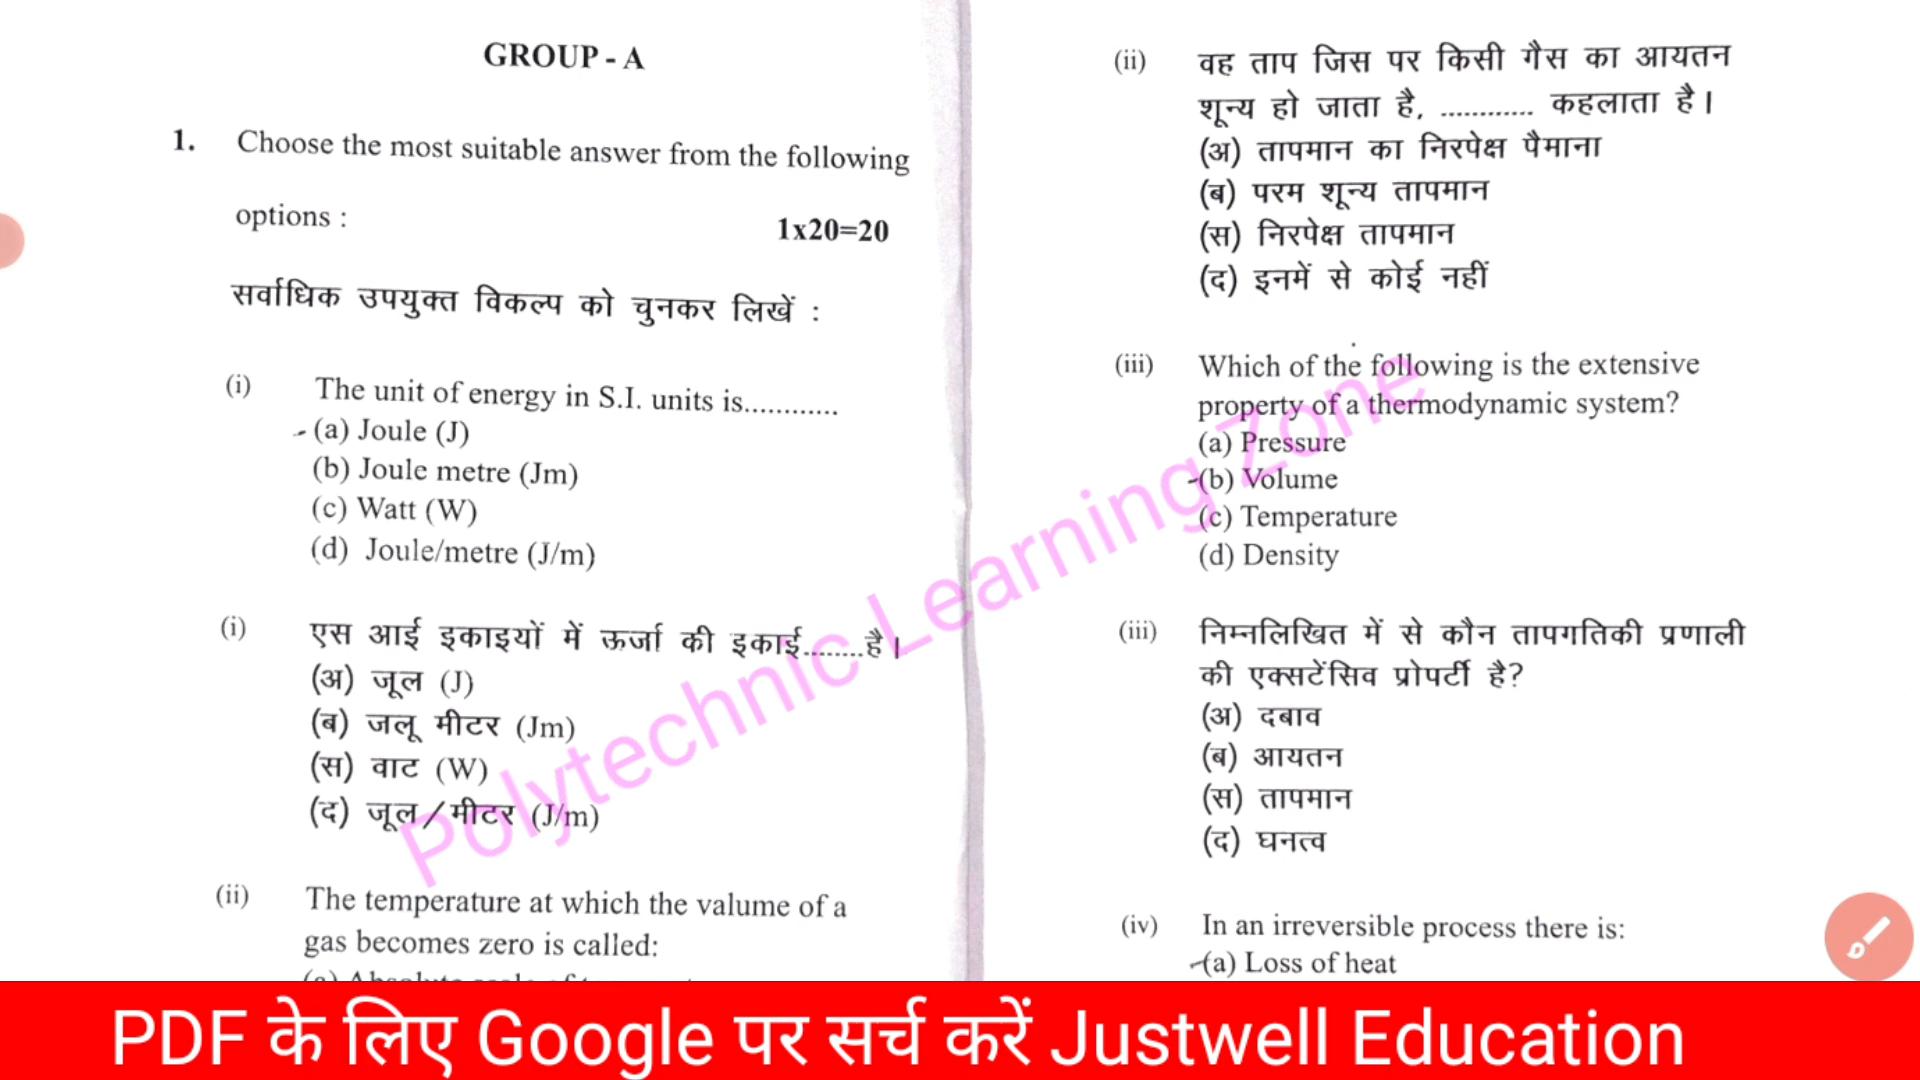 GROUP - A
1. Choose the most suitable answer from the following
options : 1x20=20
सर्वाधिक उपयुक्त विकल्प को चुनकर लिखें :
(i) The unit of energy in S.I. units is............
(a) Joule (J)
(b) Joule metre (Jm)
(c) Watt (W)
(d) Joule/metre (J/m)
(i) एस आई इकाइयों में ऊर्जा की इकाई........है।
(अ) जूल (J)
(ब) जलू मीटर (Jm)
(स) वाट (W)
(द) जूल/मीटर (J/m)
(ii) The temperature at which the valume of a
gas becomes zero is called:
(ii) वह ताप जिस पर किसी गैस का आयतन
शून्य हो जाता है, ............ कहलाता है।
(अ) तापमान का निरपेक्ष पैमाना
(ब) परम शून्य तापमान
(स) निरपेक्ष तापमान
(द) इनमें से कोई नहीं
(iii) Which of the following is the extensive
property of a thermodynamic system?
(a) Pressure
(b) Volume
(c) Temperature
(d) Density
(iii) निम्नलिखित में से कौन तापगतिकी प्रणाली
की एक्सटेंसिव प्रोपर्टी है?
(अ) दबाव
(ब) आयतन
(स) तापमान
(द) घनत्व
(iv) In an irreversible process there is:
(a) Loss of heat
Polytechnic Learning Zone
PDF के लिए Google पर सर्च करें Justwell Education